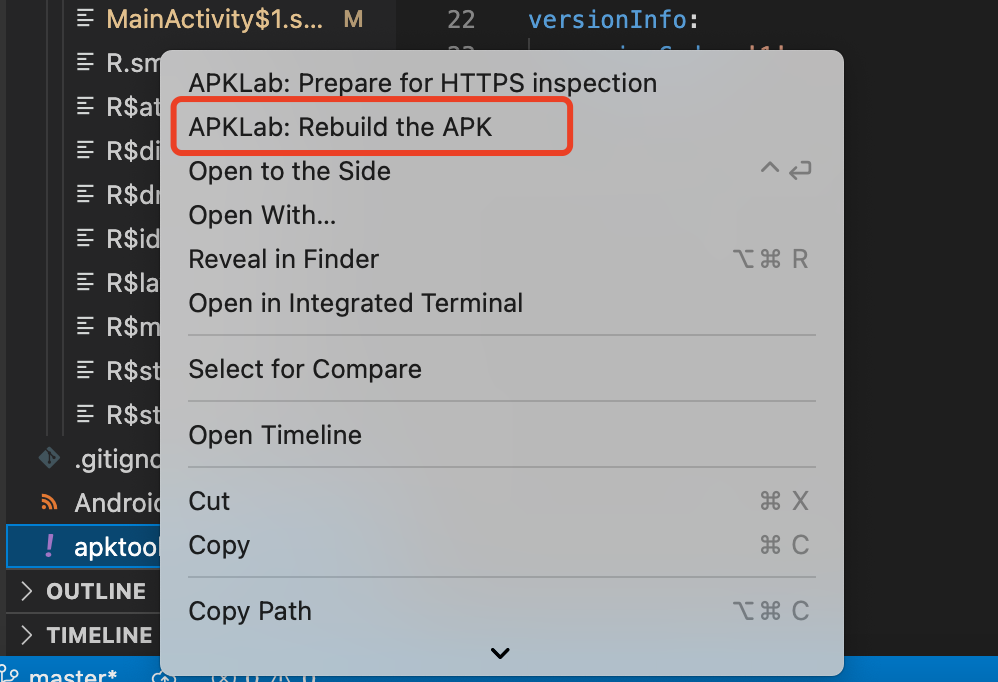 MainActivity$1.s... M
22 versionInfo:
R.sm
APKLab: Prepare for HTTPS inspection
R$at
APKLab: Rebuild the APK
R$di
Open to the Side ^ ↵
R$dr
Open With...
R$id
Reveal in Finder ⌥⌘ R
R$la
Open in Integrated Terminal
R$m
R$st
Select for Compare
R$st
Open Timeline
.gitigno
Androi
Cut ⌘ X
apktool
Copy ⌘ C
OUTLINE
Copy Path ⌥⌘ C
TIMELINE
master*